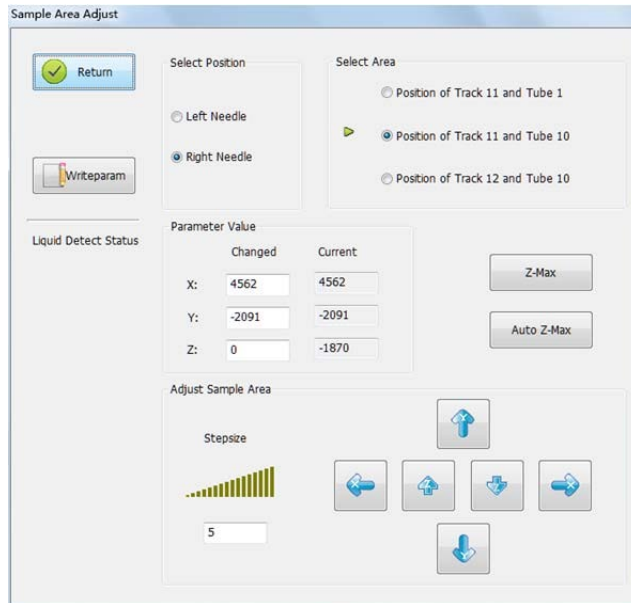 Sample Area Adjust
Return
Writeparam
Liquid Detect Status
Select Position
Left Needle
Right Needle
Select Area
Position of Track 11 and Tube 1
Position of Track 11 and Tube 10
Position of Track 12 and Tube 10
Parameter Value
Changed Current
X: 4562 4562
Y: -2091 -2091
Z: 0 -1870
Z-Max
Auto Z-Max
Adjust Sample Area
Stepsize
5
Y
X Z Z X
Y